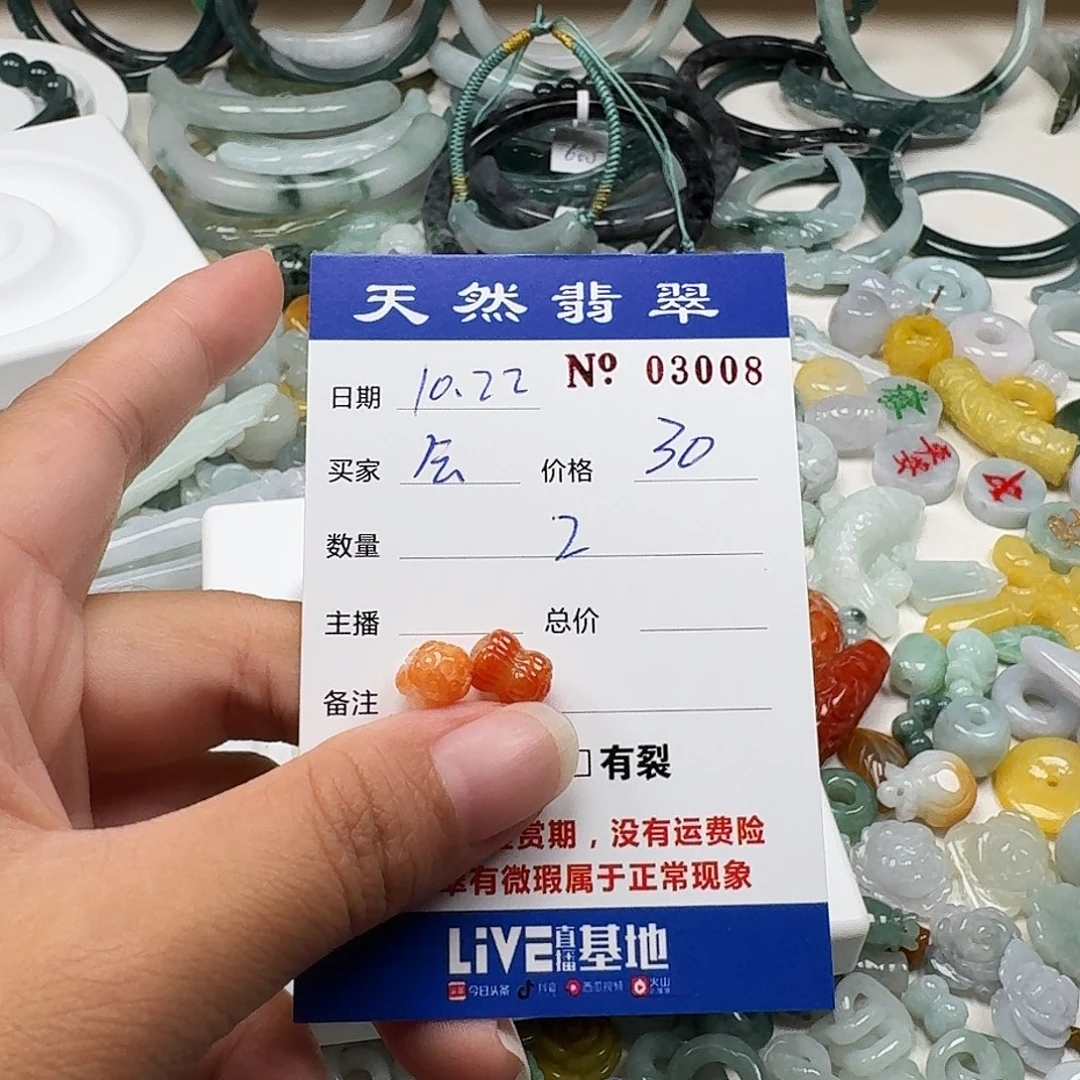 天然翡翠
日期 10.22 Nº 03008
买家 价格 30
数量 2
主播 总价
备注
□ 有裂
赏期，没有运费险
有微瑕属于正常现象
LiVE直播基地
今日头条 抖音 西瓜视频 火山